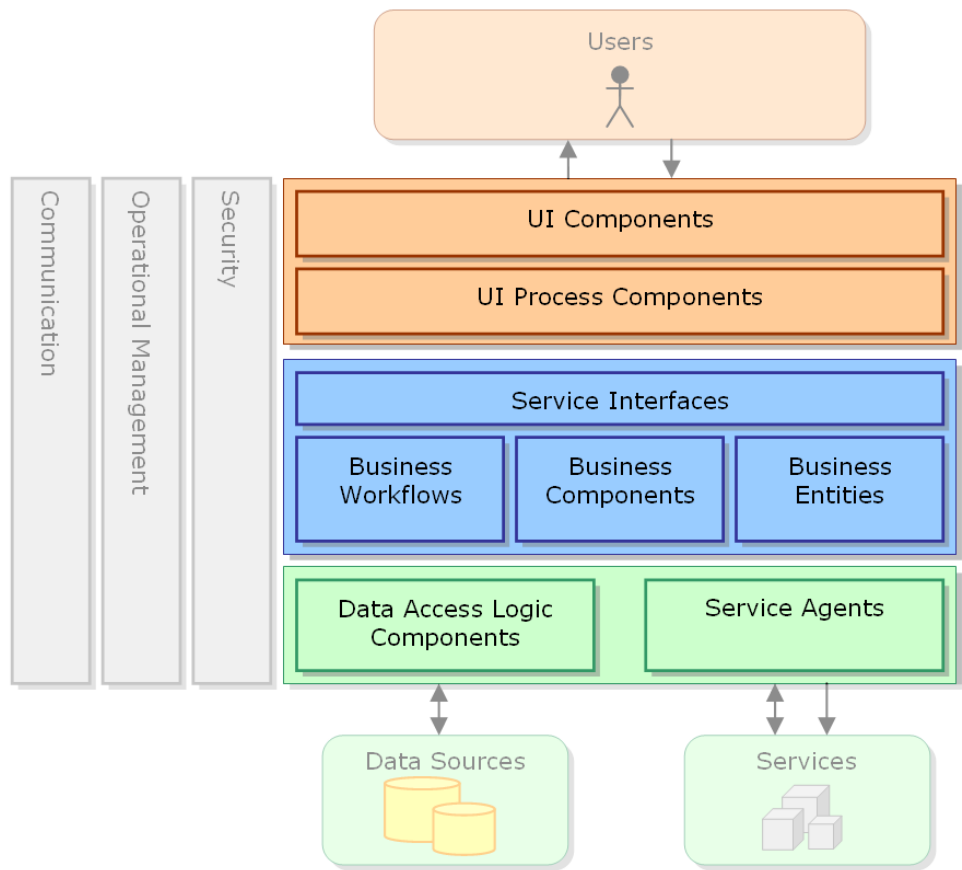 Users
Communication
Operational Management
Security
UI Components
UI Process Components
Service Interfaces
Business
Workflows
Business
Components
Business
Entities
Data Access Logic
Components
Service Agents
Data Sources
Services